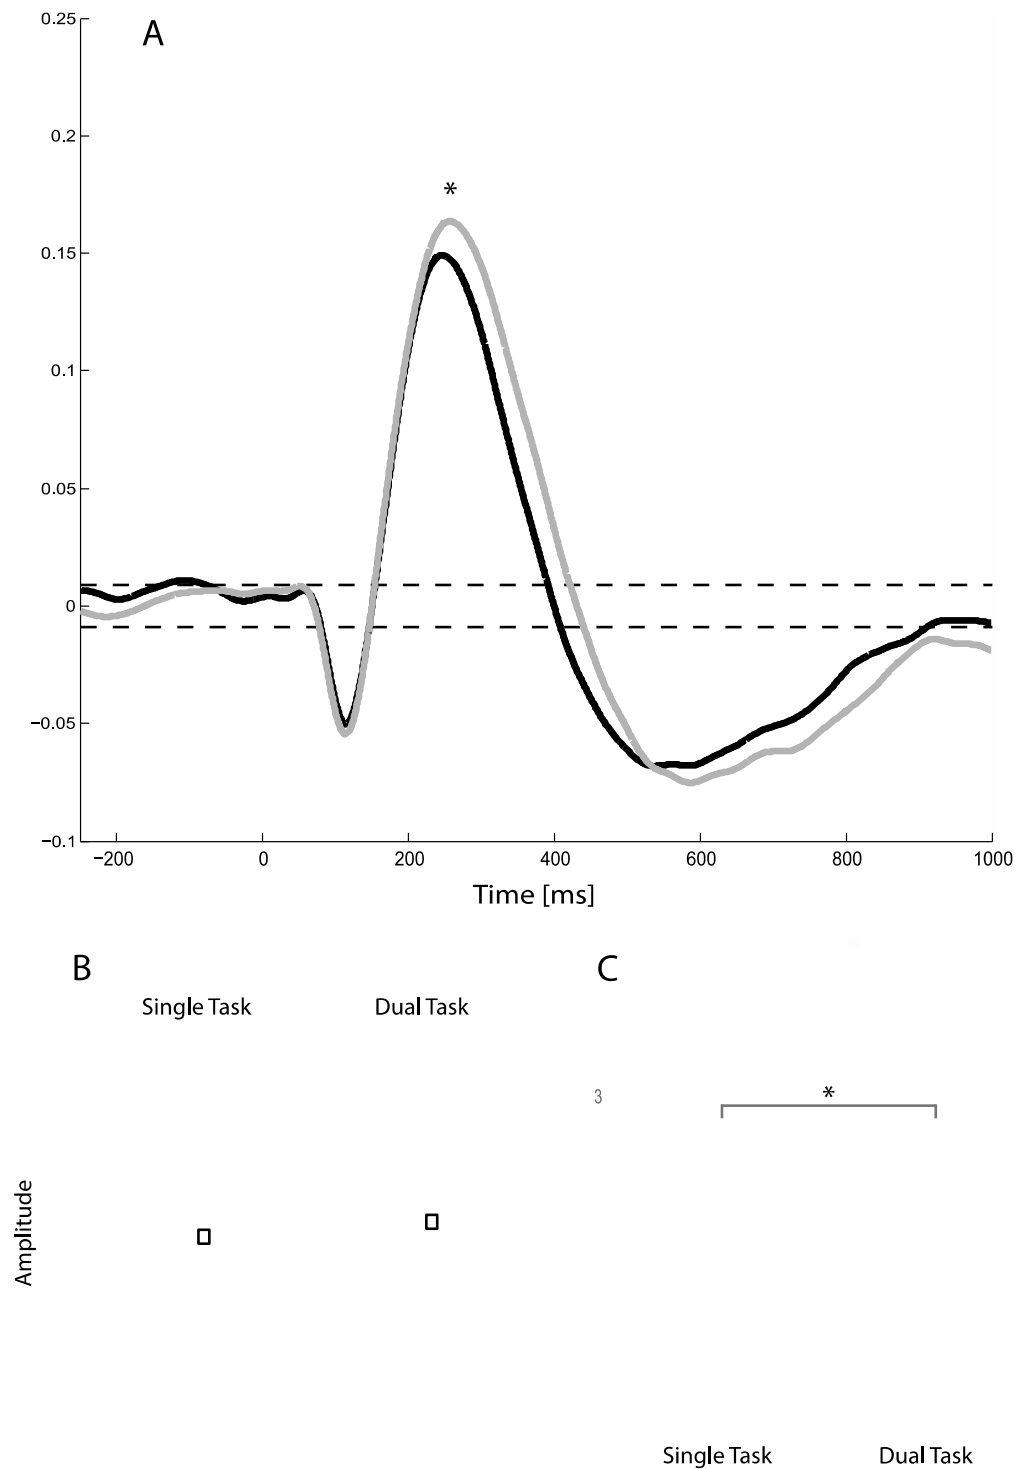 A
0.25
0.2
*
0.15
0.1
0.05
0
−0.05
−0.1
−200 0 200 400 600 800 1000
Time [ms]
B
Single Task Dual Task
Amplitude
C
3
*
Single Task Dual Task